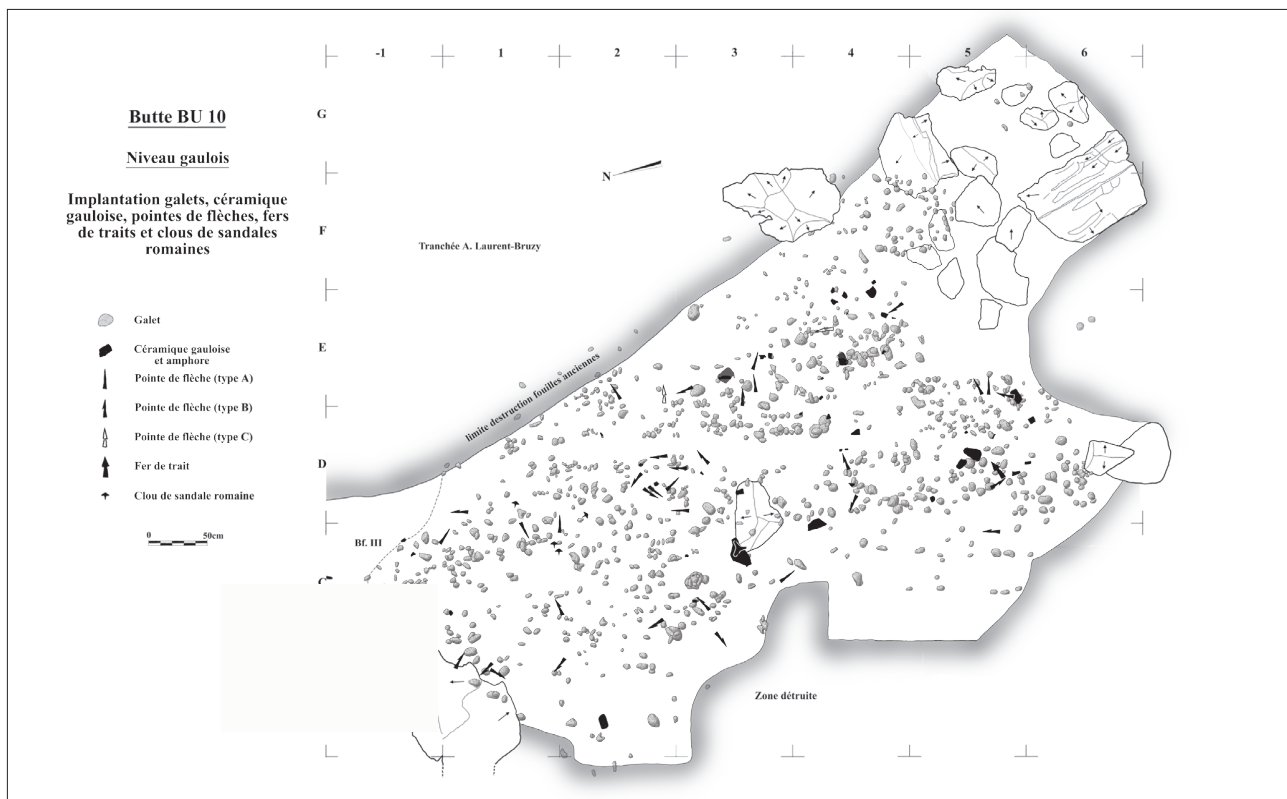 -1 1 2 3 4 5 6
Butte BU 10
Niveau gaulois
Implantation galets, céramique
gauloise, pointes de flèches, fers
de traits et clous de sandales
romaines
Galet
Céramique gauloise
et amphore
Pointe de flèche (type A)
Pointe de flèche (type B)
Pointe de flèche (type C)
Fer de trait
Clou de sandale romaine
0 50cm
G
F
E
D
C
N
Tranchée A. Laurent-Bruzy
limite destruction fouilles anciennes
Bf. III
Zone détruite